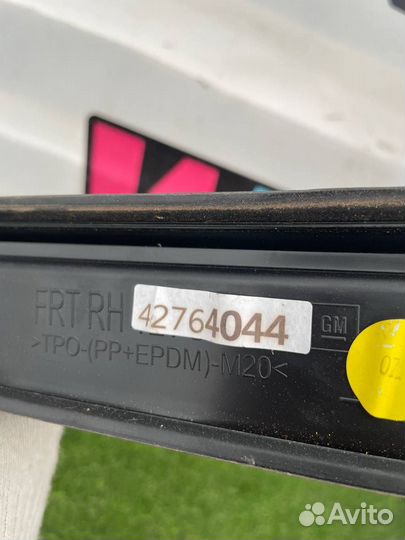 FRT RH 42764044 GM
>TPO-(PP+EPDM)-M20<
Avito